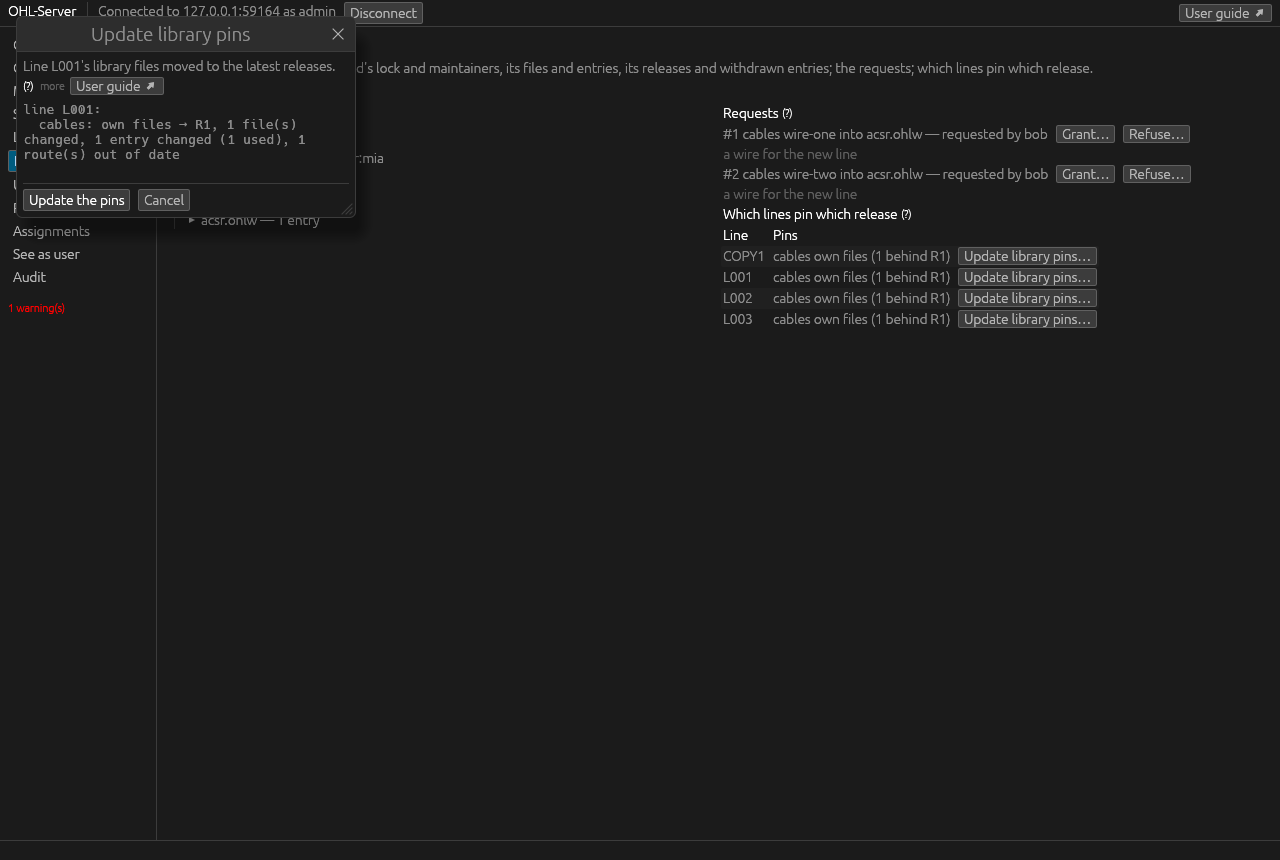 OHL-Server Connected to 127.0.0.1:59164 as admin Disconnect User guide ↗
Update library pins
Line L001's library files moved to the latest releases.
(?) more User guide ↗
line L001:
cables: own files → R1, 1 file(s)
changed, 1 entry changed (1 used), 1
route(s) out of date
Update the pins Cancel
d's lock and maintainers, its files and entries, its releases and withdrawn entries; the requests; which lines pin which release.
r:mia
▸ acsr.ohlw — 1 entry
Assignments
See as user
Audit
1 warning(s)
Requests (?)
#1 cables wire-one into acsr.ohlw — requested by bob Grant... Refuse...
a wire for the new line
#2 cables wire-two into acsr.ohlw — requested by bob Grant... Refuse...
a wire for the new line
Which lines pin which release (?)
Line Pins
COPY1 cables own files (1 behind R1) Update library pins...
L001 cables own files (1 behind R1) Update library pins...
L002 cables own files (1 behind R1) Update library pins...
L003 cables own files (1 behind R1) Update library pins...